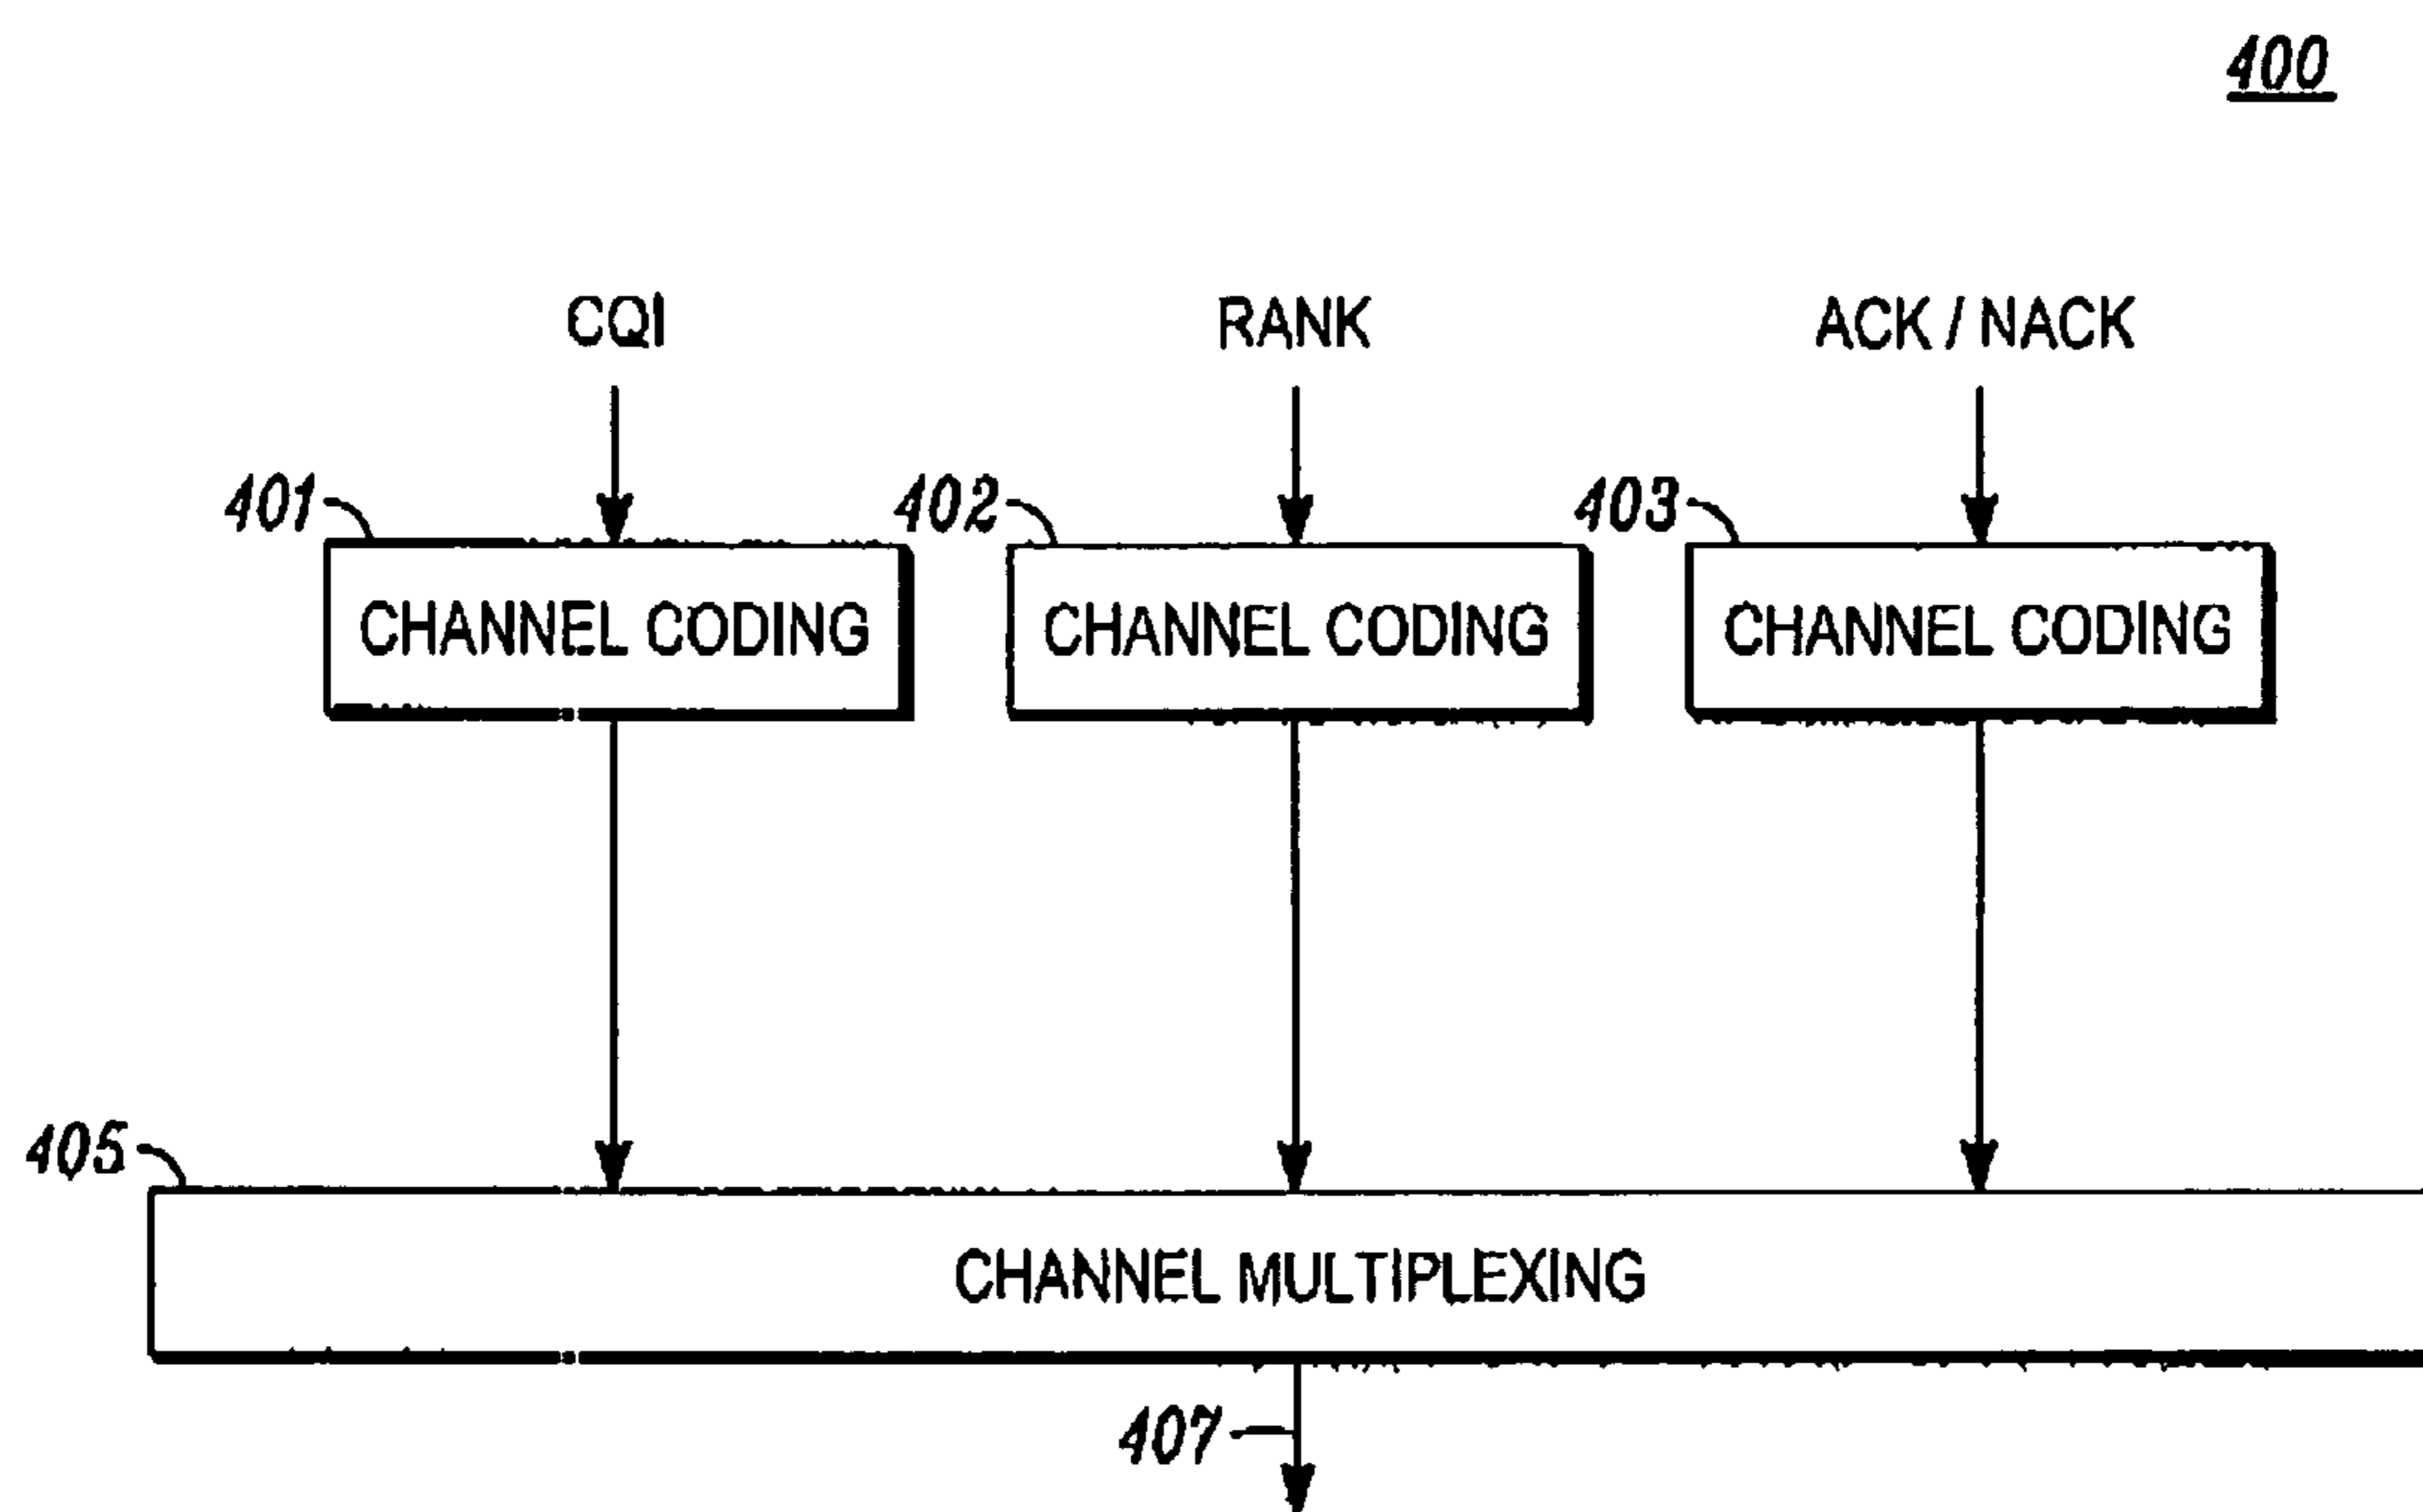 400
CQI RANK ACK / NACK
401 402 403
CHANNEL CODING CHANNEL CODING CHANNEL CODING
405
CHANNEL MULTIPLEXING
407